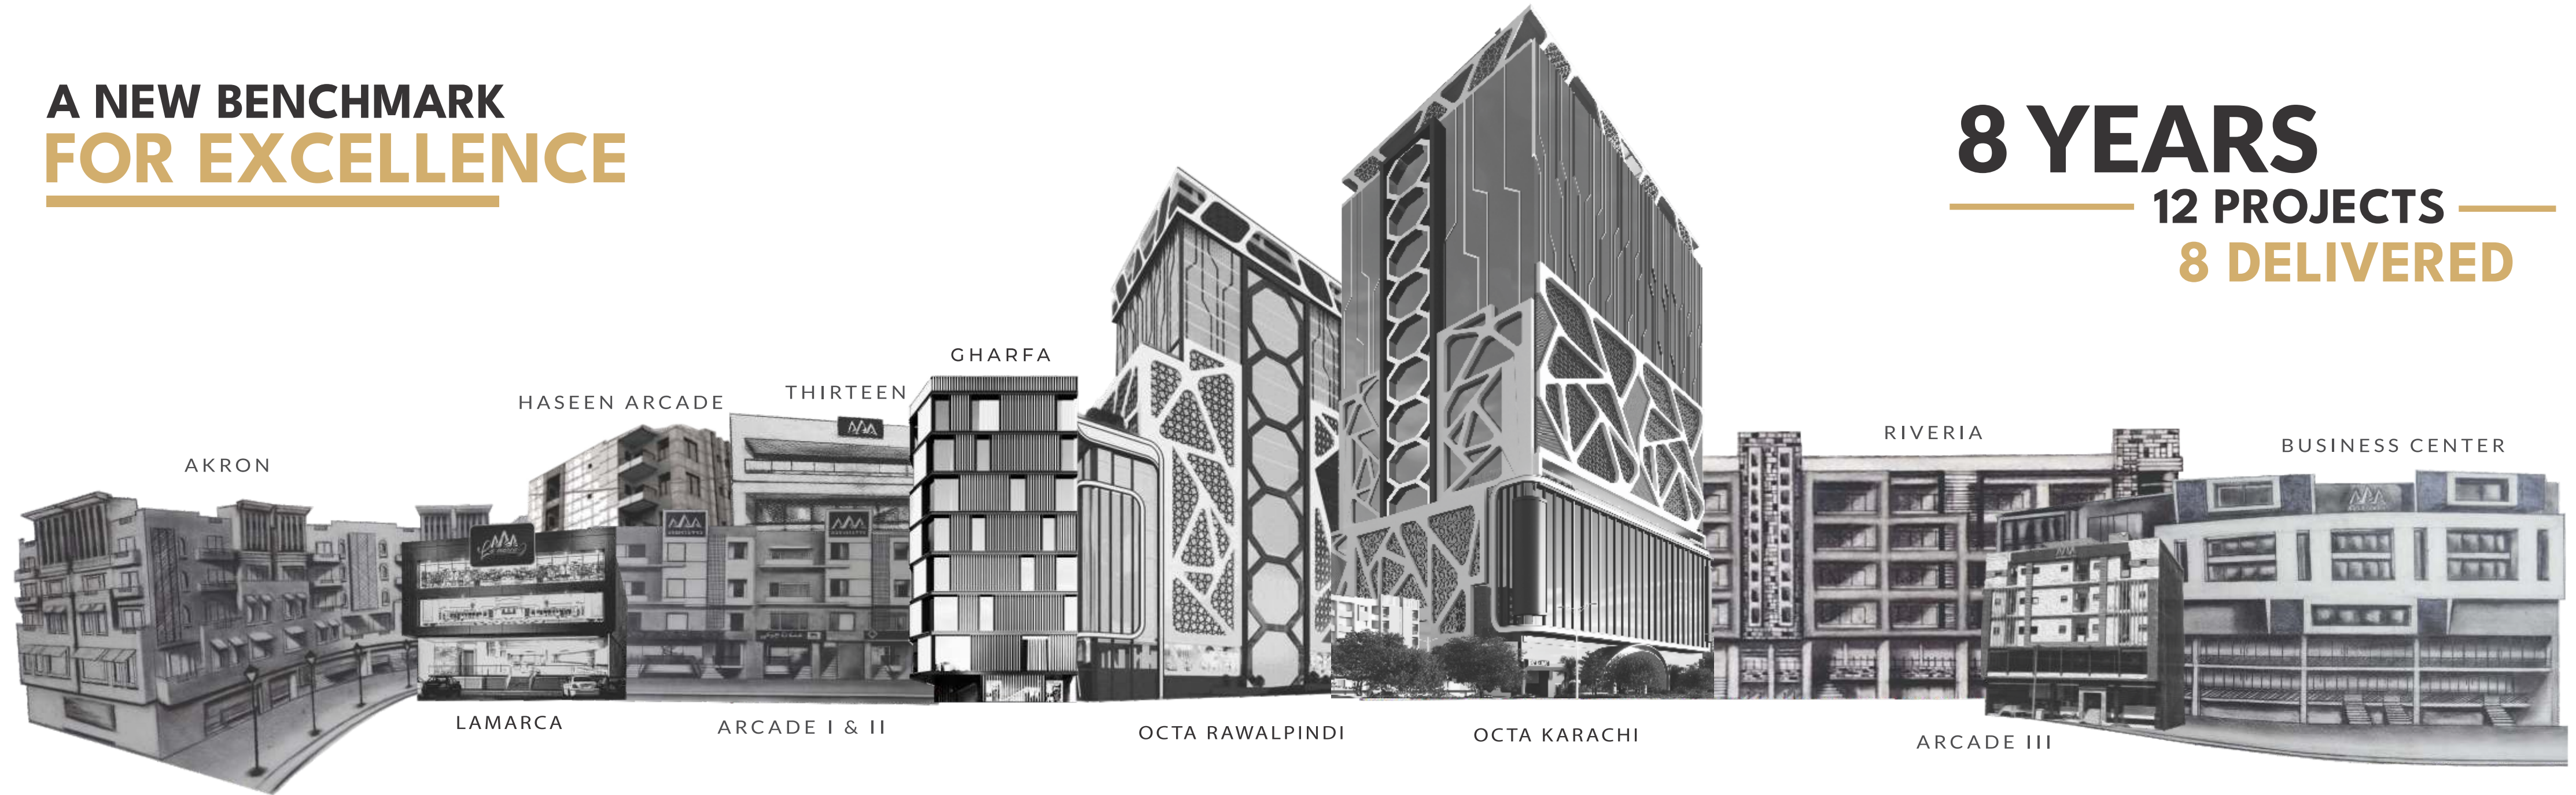 A NEW BENCHMARK
FOR EXCELLENCE
8 YEARS
12 PROJECTS
8 DELIVERED
GHARFA
THIRTEEN
HASEEN ARCADE
RIVERIA
BUSINESS CENTER
AKRON
LAMARCA
ARCADE I & II
OCTA RAWALPINDI
OCTA KARACHI
ARCADE III